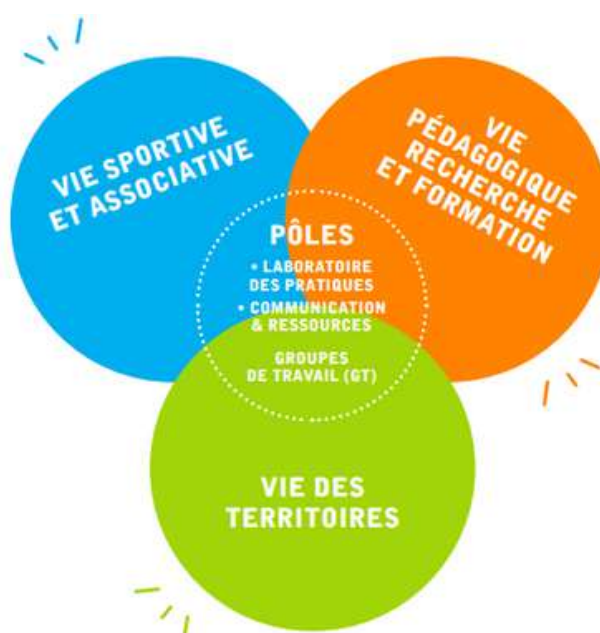 VIE SPORTIVE
ET ASSOCIATIVE
VIE
PÉDAGOGIQUE
RECHERCHE
ET FORMATION
PÔLES
• LABORATOIRE
DES PRATIQUES
• COMMUNICATION
& RESSOURCES
GROUPES
DE TRAVAIL (GT)
VIE DES
TERRITOIRES